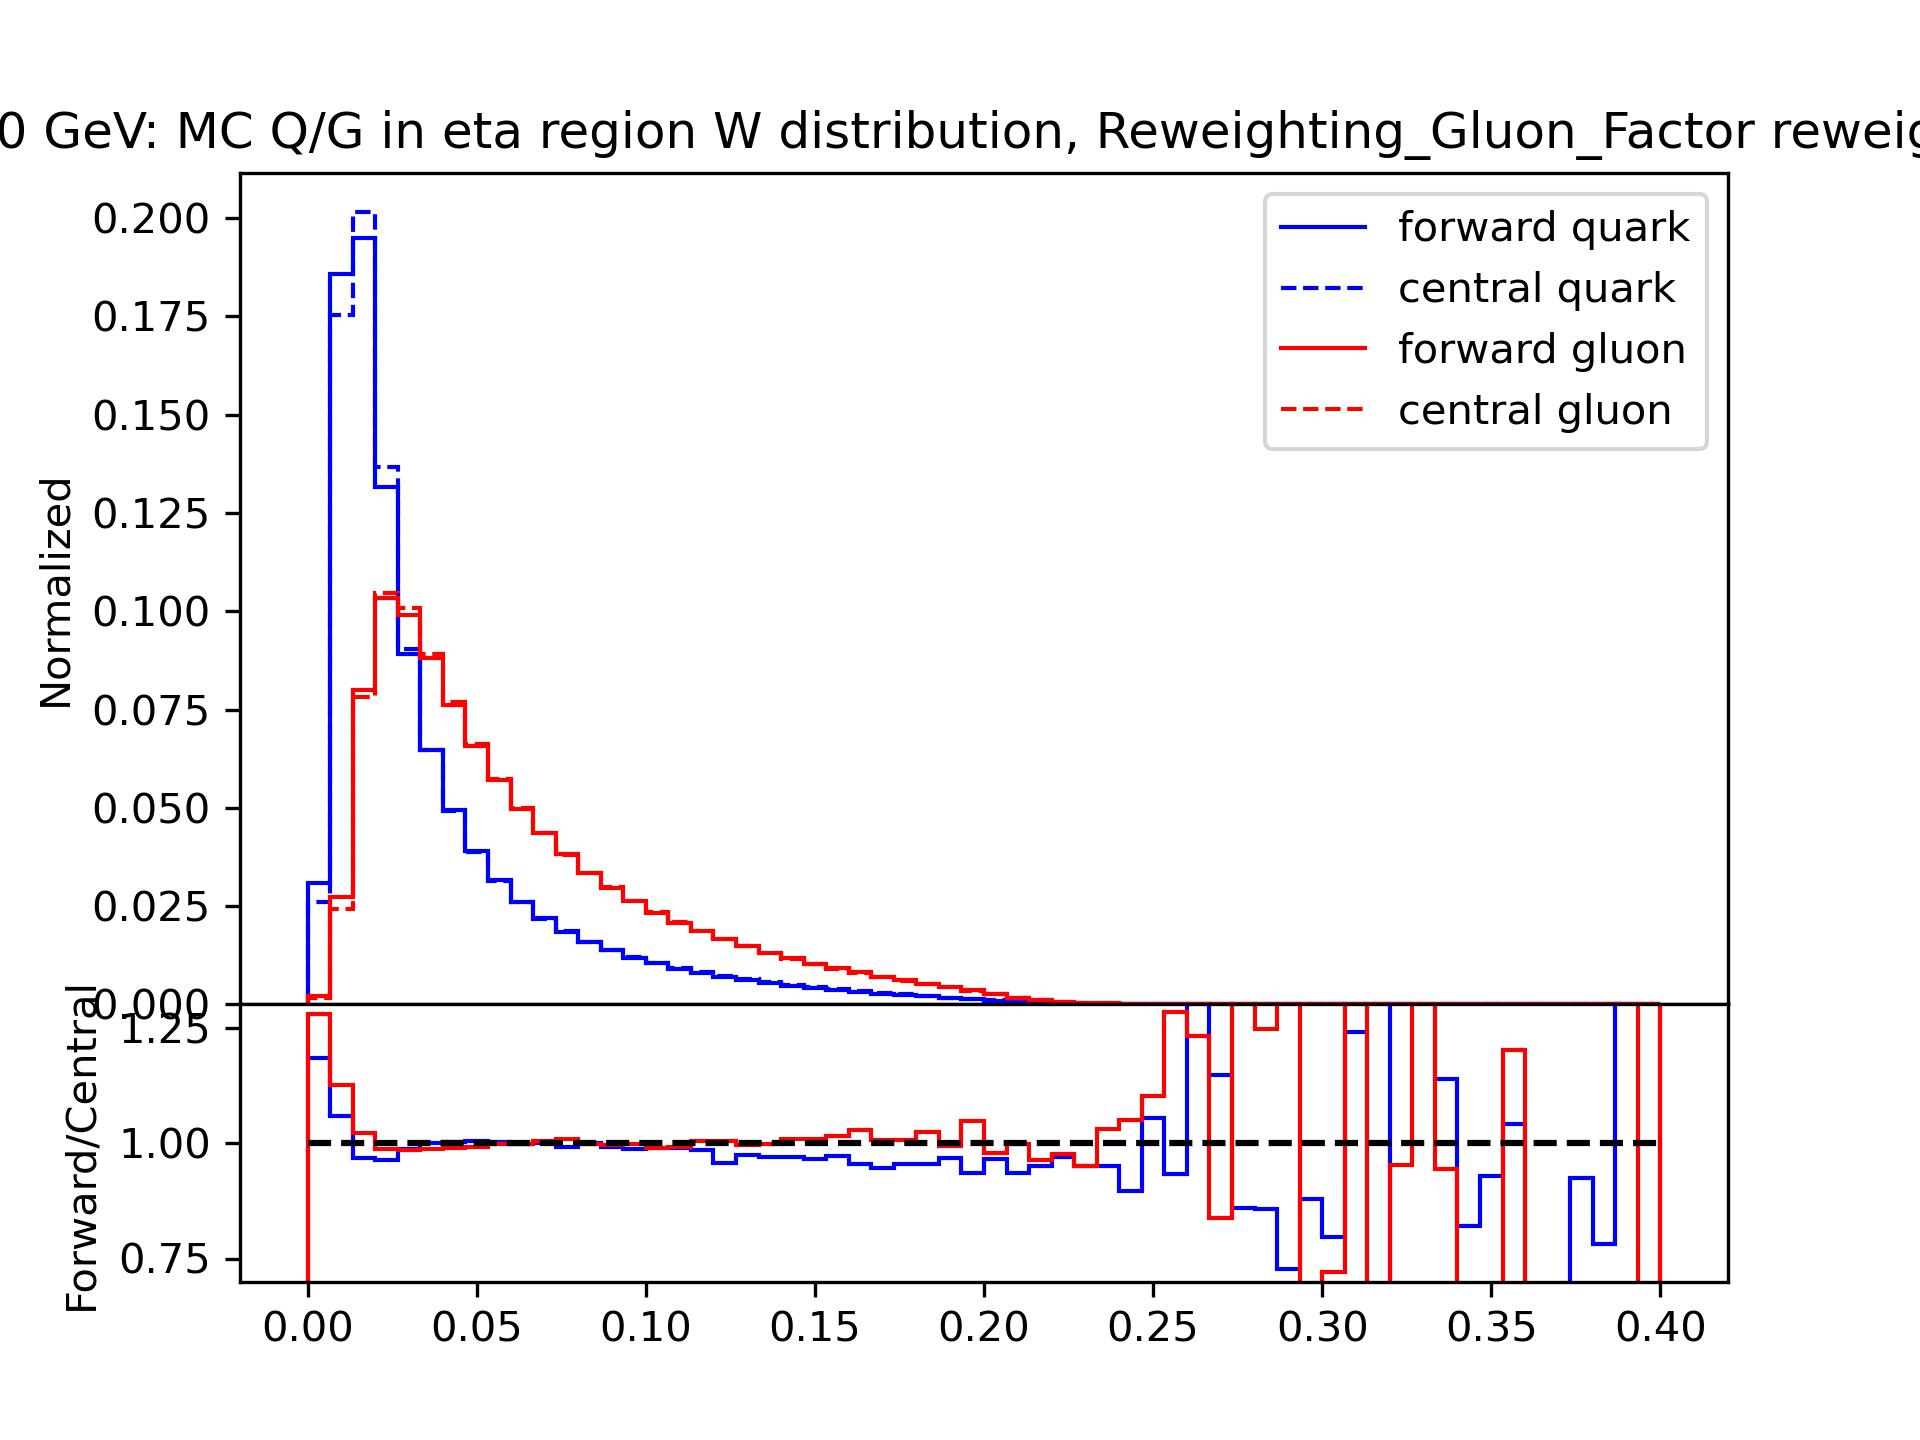 0 GeV: MC Q/G in eta region W distribution, Reweighting_Gluon_Factor reweig
forward quark
central quark
forward gluon
central gluon
Normalized
0.200
0.175
0.150
0.125
0.100
0.075
0.050
0.025
0.000
Forward/Central
1.25
1.00
0.75
0.00 0.05 0.10 0.15 0.20 0.25 0.30 0.35 0.40